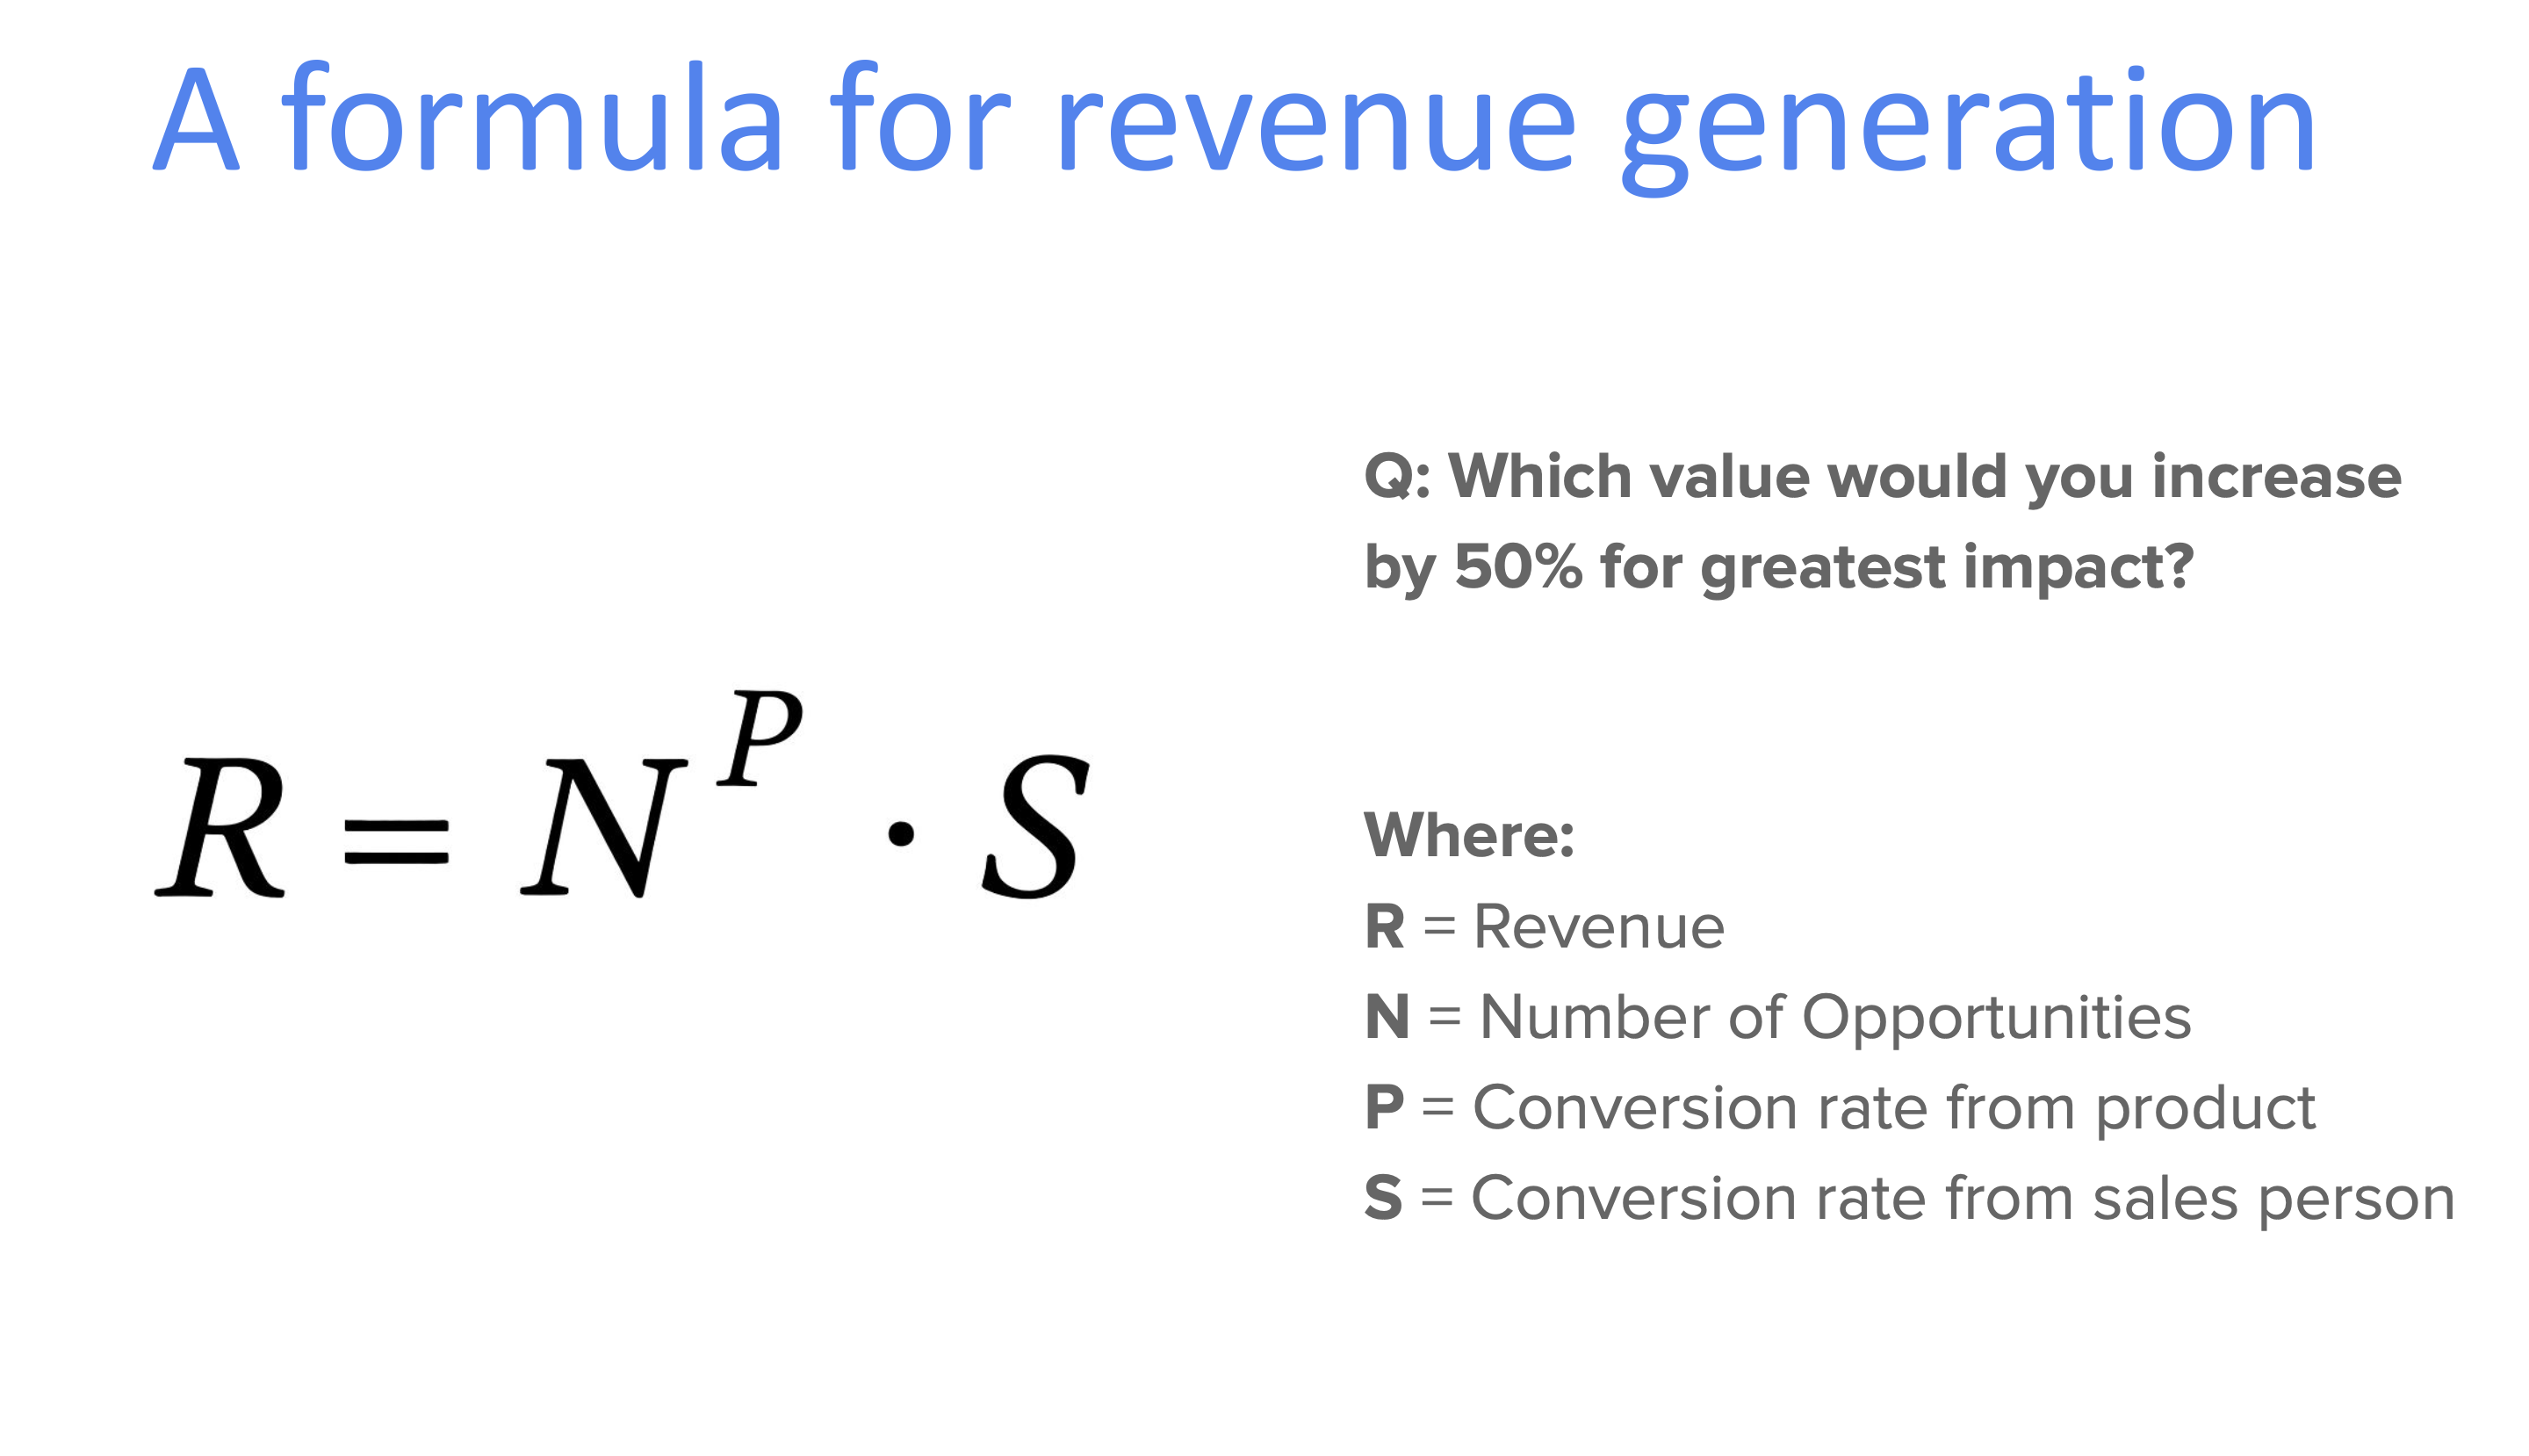 A formula for revenue generation
Q: Which value would you increase
by 50% for greatest impact?
R = N^P · S
Where:
R = Revenue
N = Number of Opportunities
P = Conversion rate from product
S = Conversion rate from sales person